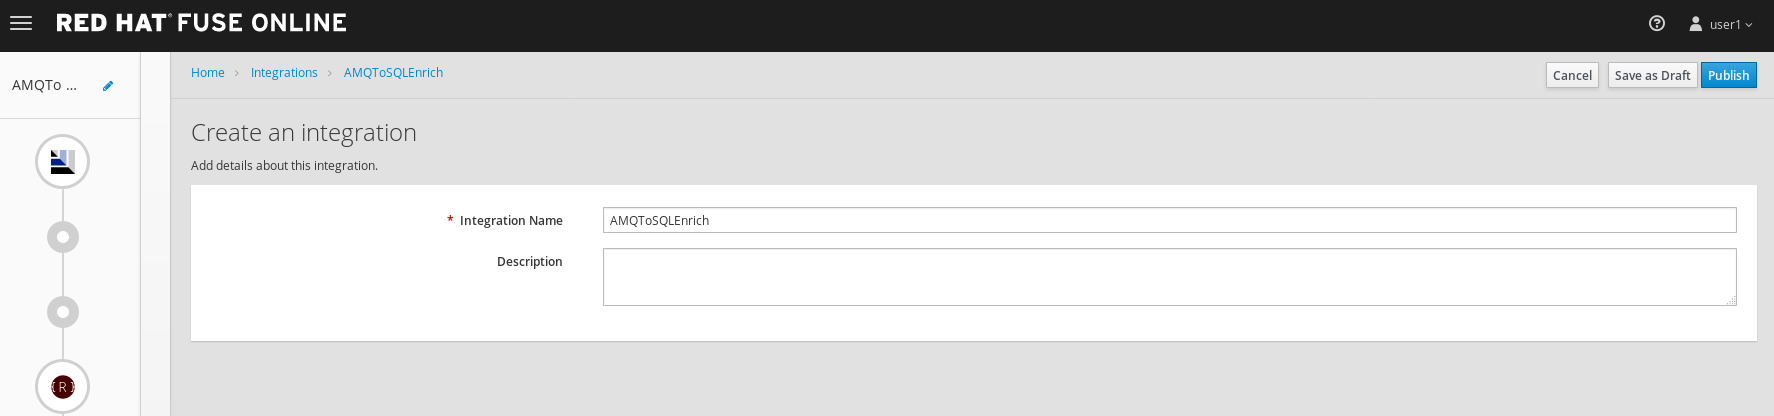 RED HAT® FUSE ONLINE
user1
AMQTo ...
Home > Integrations > AMQToSQLEnrich
Cancel Save as Draft Publish
Create an integration
Add details about this integration.
* Integration Name AMQToSQLEnrich
Description
{R}